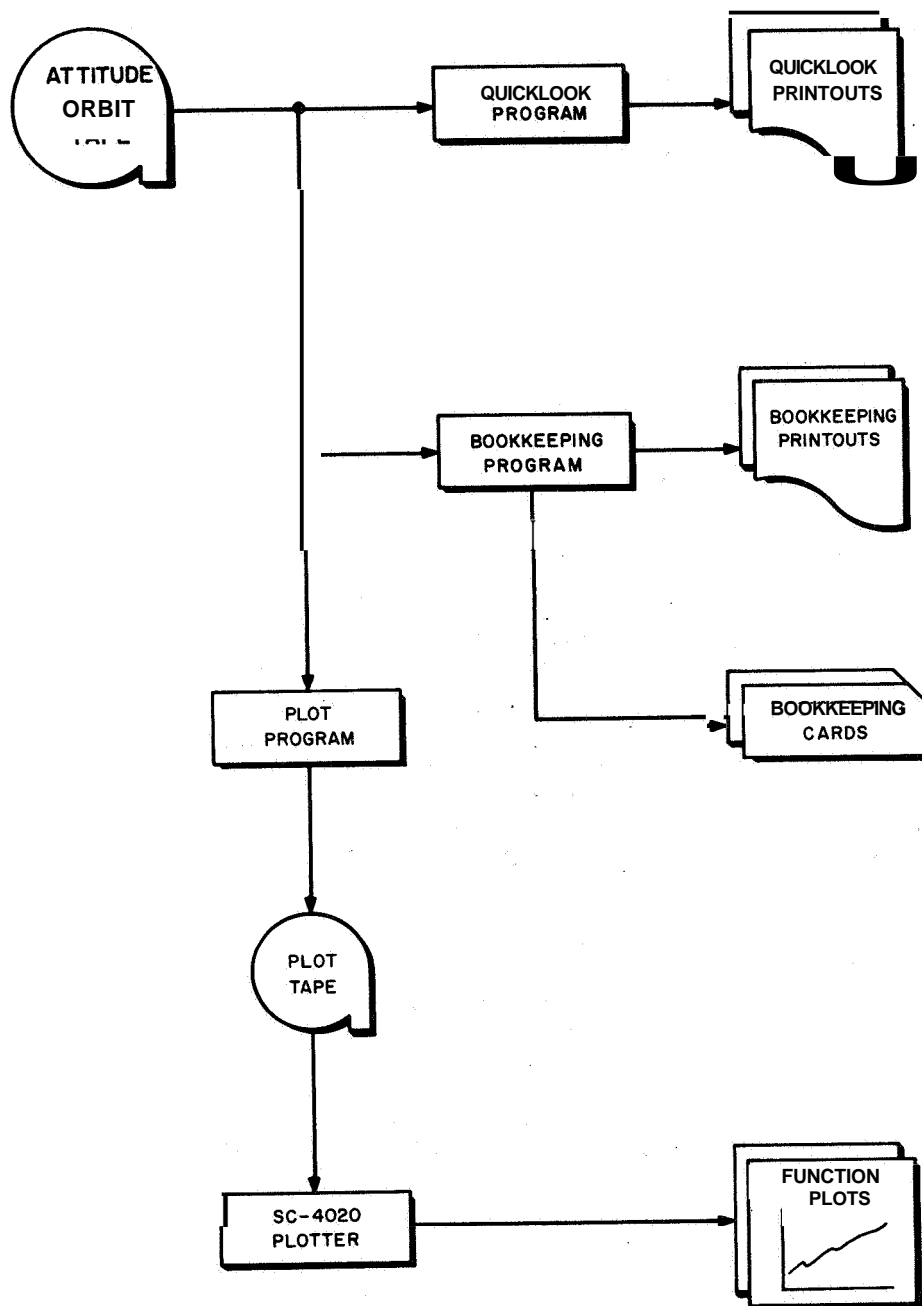 ATTITUDE
ORBIT
QUICKLOOK
PROGRAM
QUICKLOOK
PRINTOUTS
BOOKKEEPING
PROGRAM
BOOKKEEPING
PRINTOUTS
PLOT
PROGRAM
BOOKKEEPING
CARDS
PLOT
TAPE
SC-4020
PLOTTER
FUNCTION
PLOTS